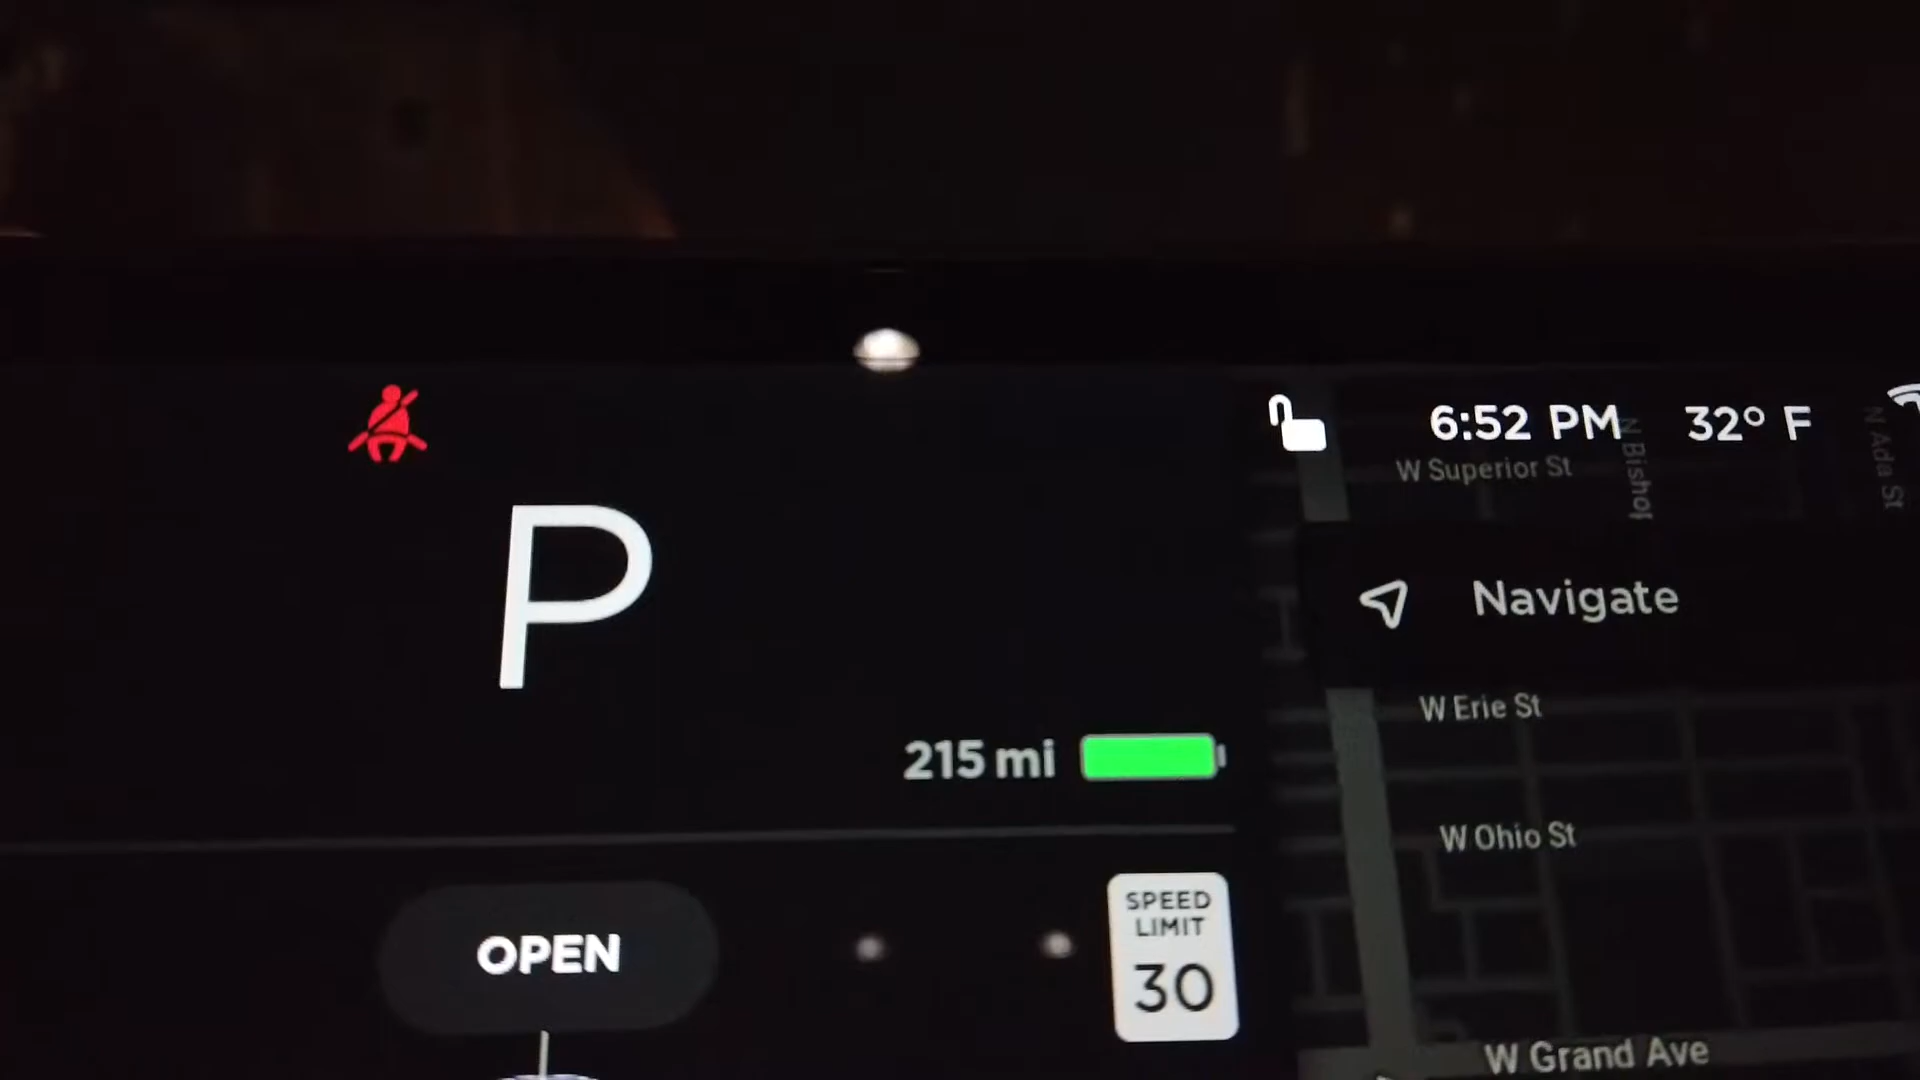 6:52 PM 32° F
W Superior St
N Ada St
P
Navigate
W Erie St
215 mi
W Ohio St
OPEN
SPEED
LIMIT
30
W Grand Ave